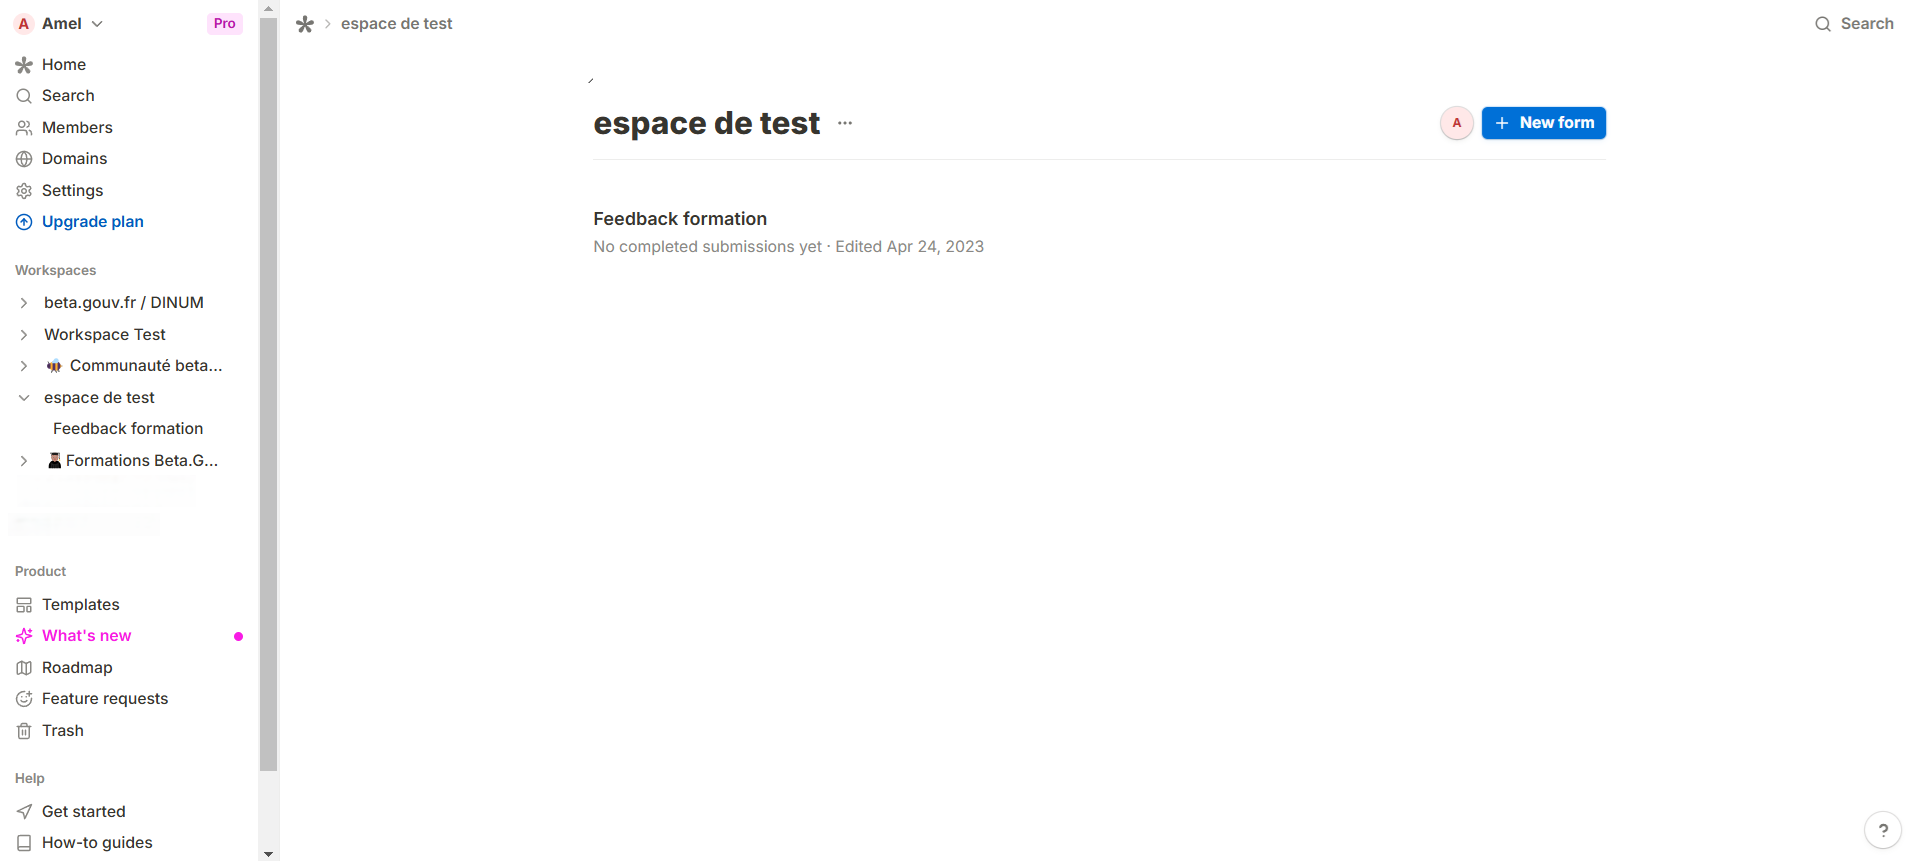 A Amel Pro
Home
Search
Members
Domains
Settings
Upgrade plan
Workspaces
beta.gouv.fr / DINUM
Workspace Test
Communauté beta...
espace de test
Feedback formation
Formations Beta.G...
Product
Templates
What's new
Roadmap
Feature requests
Trash
Help
Get started
How-to guides
espace de test
Search
espace de test ...
A
+ New form
Feedback formation
No completed submissions yet · Edited Apr 24, 2023
?